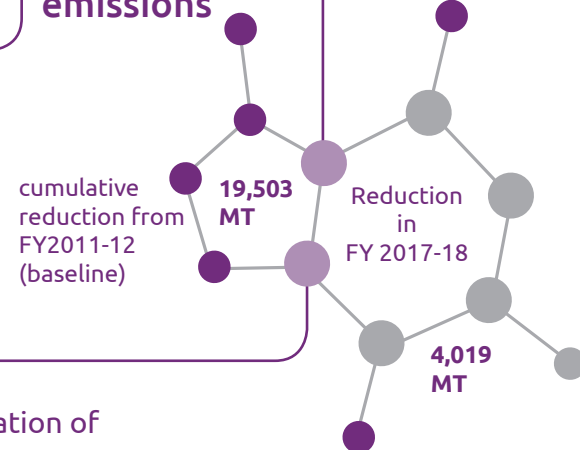 emissions
cumulative
reduction from
FY2011-12
(baseline)
19,503
MT
Reduction
in
FY 2017-18
4,019
MT
of